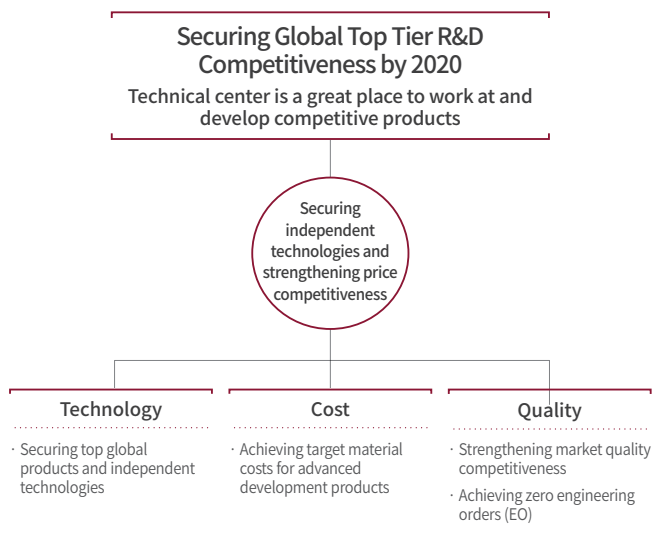 Securing Global Top Tier R&D
Competitiveness by 2020
Technical center is a great place to work at and
develop competitive products
Securing
independent
technologies and
strengthening price
competitiveness
Technology
· Securing top global
products and independent
technologies
Cost
· Achieving target material
costs for advanced
development products
Quality
· Strengthening market quality
competitiveness
· Achieving zero engineering
orders (EO)